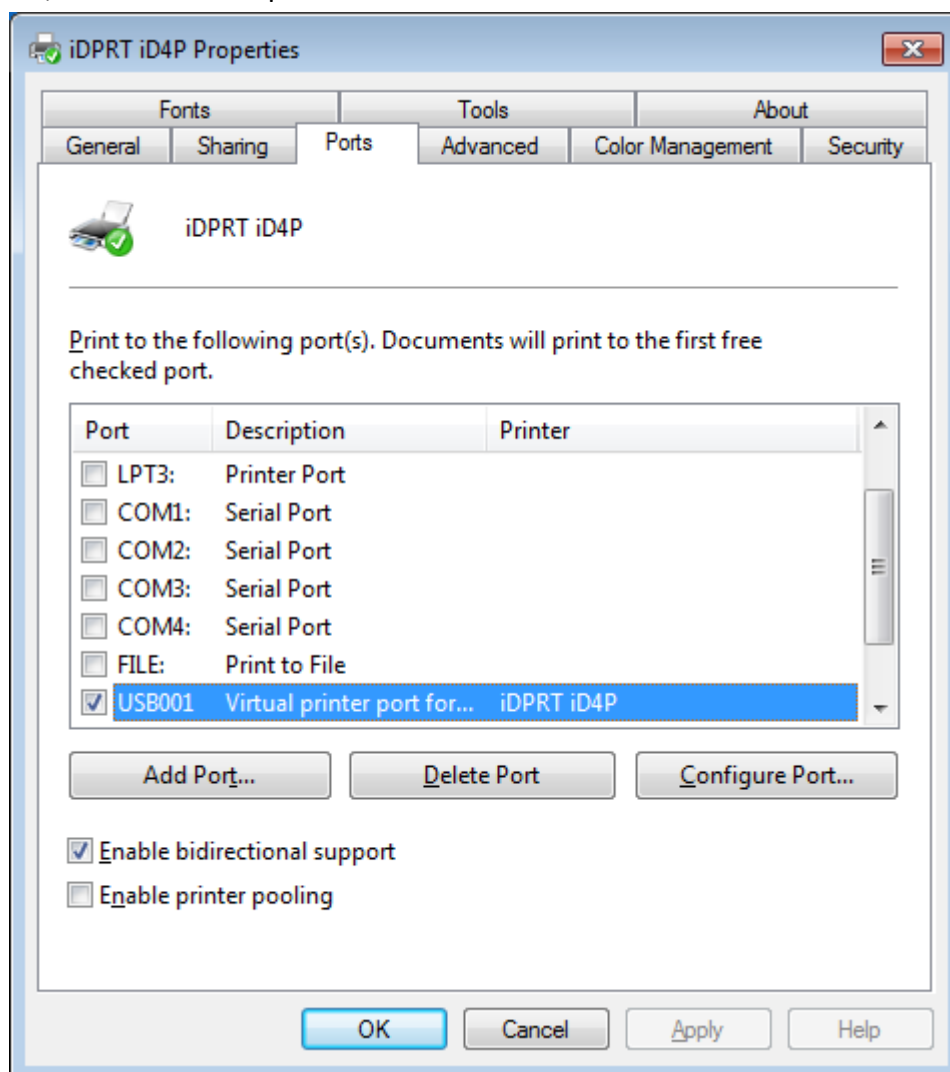 iDPRT iD4P Properties
Fonts Tools About
General Sharing Ports Advanced Color Management Security
iDPRT iD4P
Print to the following port(s). Documents will print to the first free
checked port.
Port Description Printer
LPT3: Printer Port
COM1: Serial Port
COM2: Serial Port
COM3: Serial Port
COM4: Serial Port
FILE: Print to File
USB001 Virtual printer port for... iDPRT iD4P
Add Port... Delete Port Configure Port...
Enable bidirectional support
Enable printer pooling
OK Cancel Apply Help